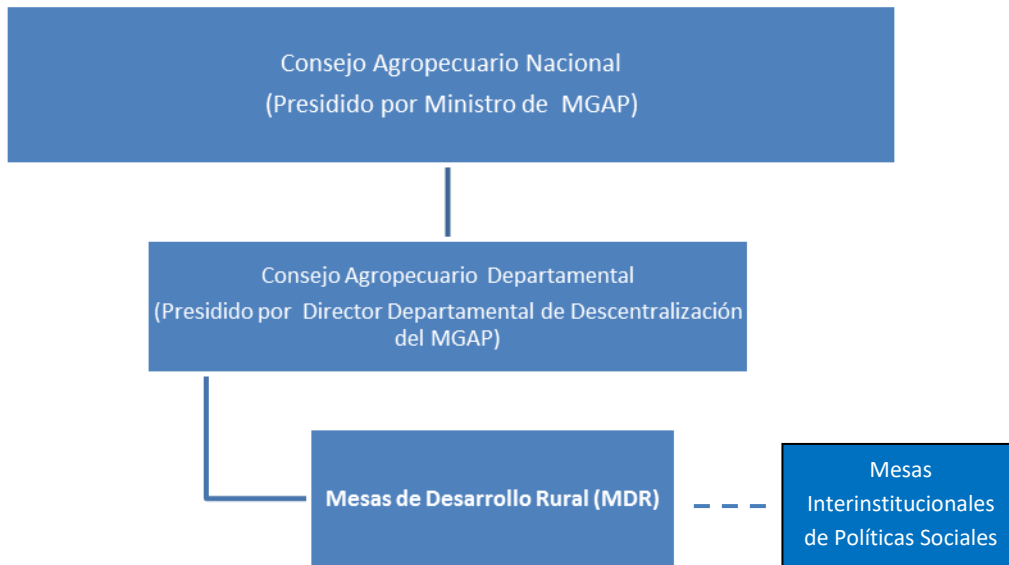 Consejo Agropecuario Nacional
(Presidido por Ministro de MGAP)
Consejo Agropecuario Departamental
(Presidido por Director Departamental de Descentralización
del MGAP)
Mesas de Desarrollo Rural (MDR)
Mesas
Interinstitucionales
de Políticas Sociales